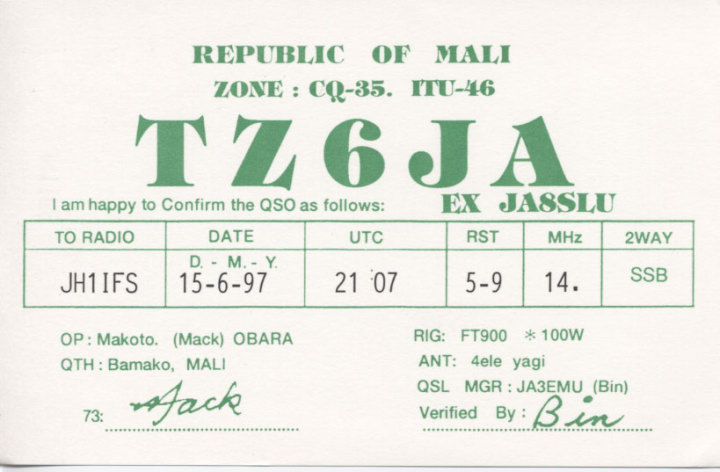 REPUBLIC OF MALI
ZONE : CQ-35. ITU-46
TZ6JA
I am happy to Confirm the QSO as follows: EX JA8SLU
TO RADIO DATE UTC RST MHz 2WAY
D. - M. - Y.
JH1IFS 15-6-97 21 07 5-9 14. SSB
OP : Makoto. (Mack) OBARA RIG: FT900 * 100W
QTH : Bamako, MALI ANT: 4ele yagi
QSL MGR : JA3EMU (Bin)
73: Mack Verified By : Bin